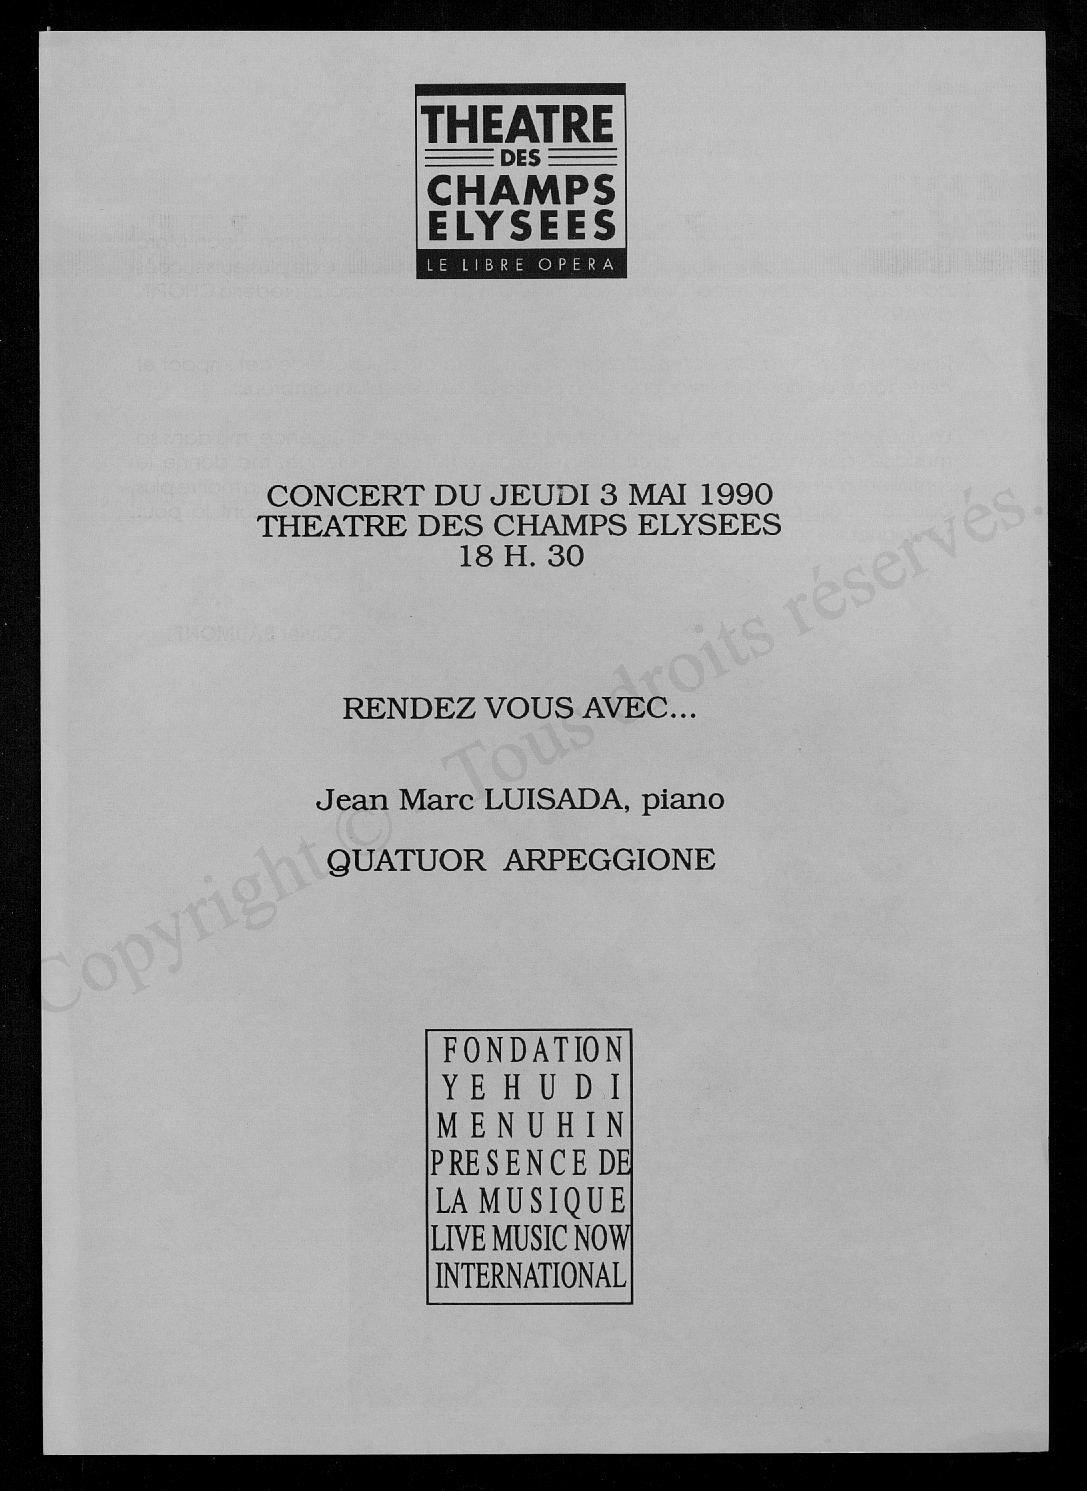 THEATRE
DES
CHAMPS
ELYSEES
LE LIBRE OPERA
CONCERT DU JEUDI 3 MAI 1990
THEATRE DES CHAMPS ELYSEES
18 H. 30
RENDEZ VOUS AVEC...
Jean Marc LUISADA, piano
QUATUOR ARPEGGIONE
Copyright © - Tous droits réservés.
FONDATION
YEHUDI
MENUHIN
PRESENCE DE
LA MUSIQUE
LIVE MUSIC NOW
INTERNATIONAL